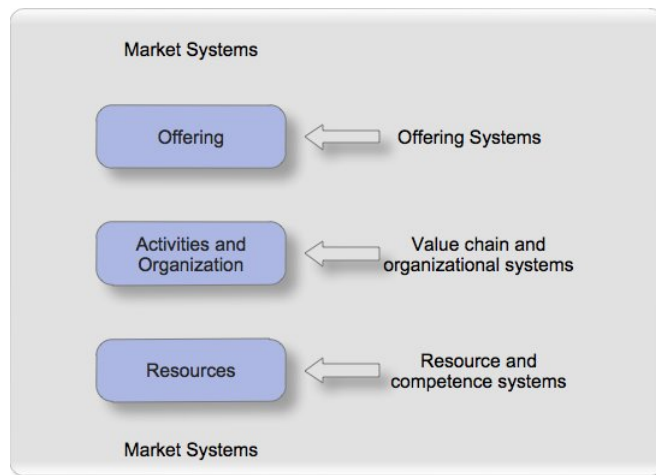 Market Systems
Offering
Offering Systems
Activities and
Organization
Value chain and
organizational systems
Resources
Resource and
competence systems
Market Systems